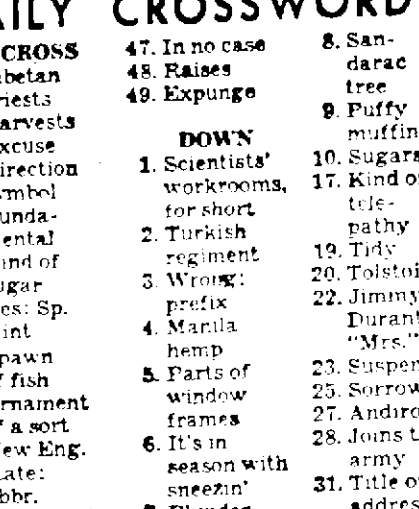 AILY CROSSWORD
CROSS
betan
iests
arvests
xcuse
irection
mbol
unda-
ental
ind of
ugar
es: Sp.
int
pawn
f fish
rnament
f a sort
ew Eng.
tate:
bbr.
47. In no case
48. Raises
49. Expunge
DOWN
1. Scientists'
workrooms,
for short
2. Turkish
regiment
3. Wrong:
prefix
4. Manila
hemp
5. Parts of
window
frames
6. It's in
season with
sneezin'
8. San-
darac
tree
9. Puffy
muffin
10. Sugars
17. Kind of
tele-
pathy
19. Tidy
20. Tolstoi
22. Jimmy
Durant
"Mrs."
23. Suspen
25. Sorrow
27. Andiro
28. Joins t
army
31. Title o
addres